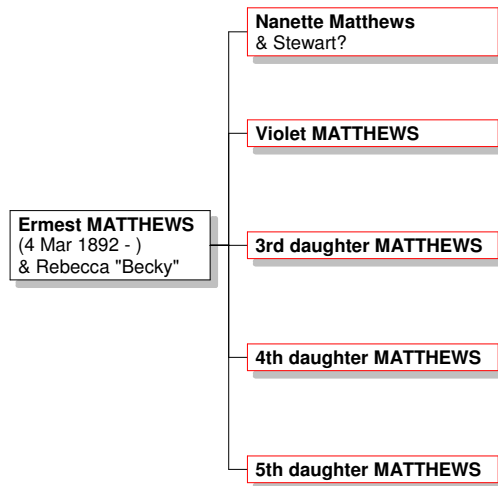 Nanette Matthews
& Stewart?
Violet MATTHEWS
Ermest MATTHEWS
(4 Mar 1892 - )
& Rebecca "Becky"
3rd daughter MATTHEWS
4th daughter MATTHEWS
5th daughter MATTHEWS